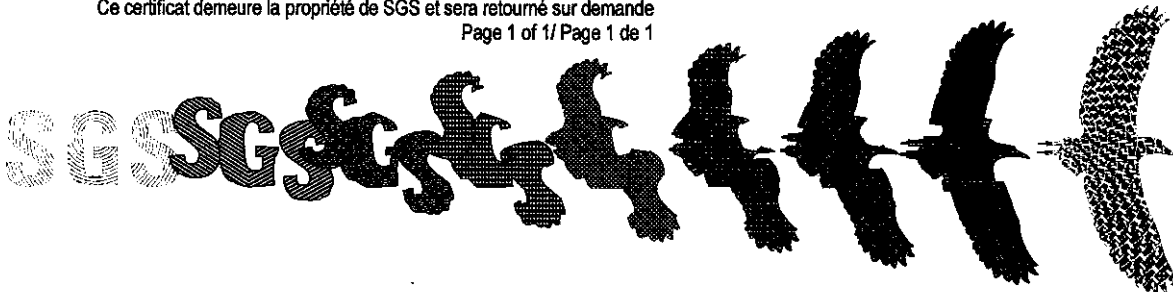 Ce certificat demeure la propriété de SGS et sera retourné sur demande
Page 1 of 1/ Page 1 de 1
SGS SGS SGS